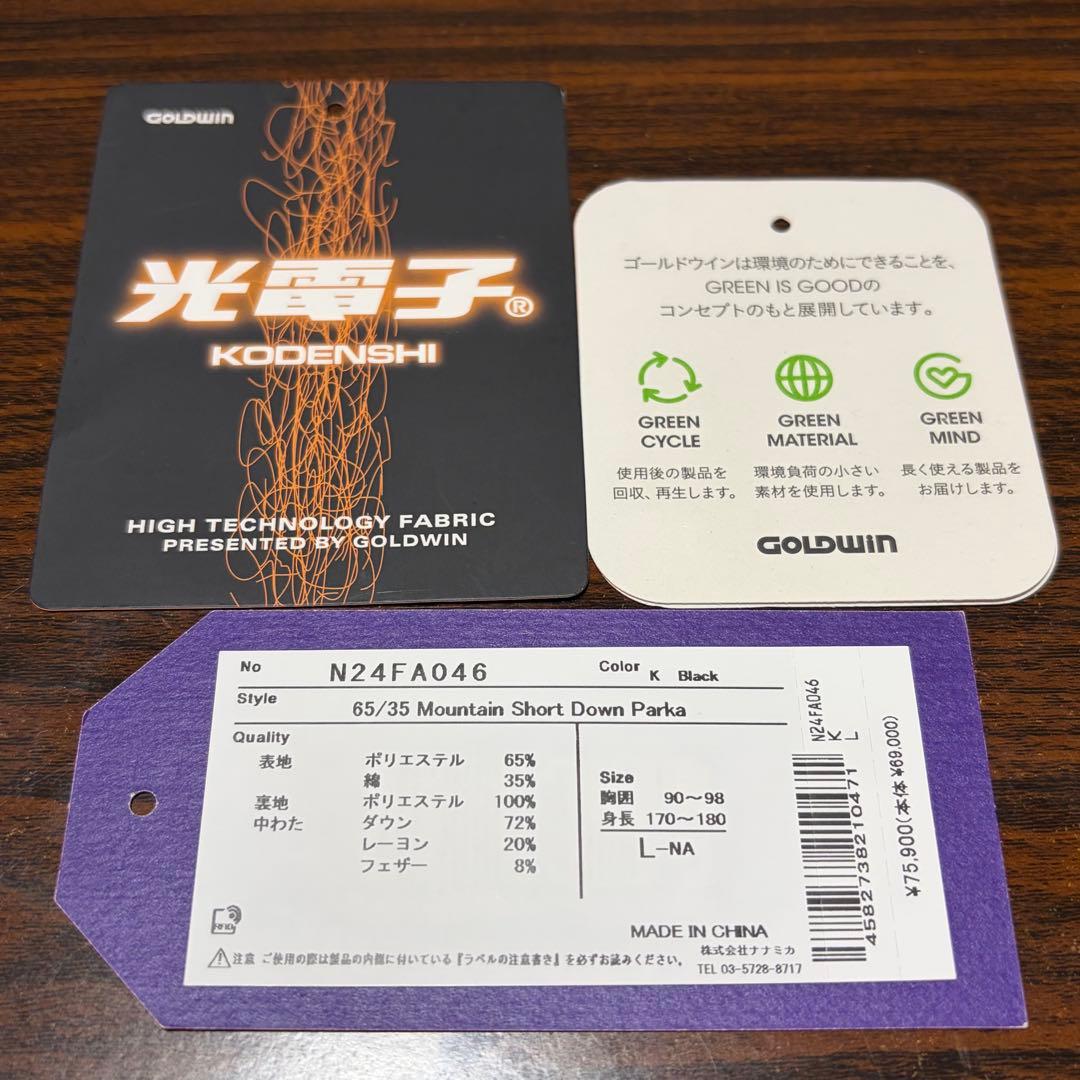 GOLDWIN
光電子®
KODENSHI
HIGH TECHNOLOGY FABRIC
PRESENTED BY GOLDWIN
ゴールドウインは環境のためにできることを、
GREEN IS GOODの
コンセプトのもと展開しています。
GREEN CYCLE
使用後の製品を
回収、再生します。
GREEN MATERIAL
環境負荷の小さい
素材を使用します。
GREEN MIND
長く使える製品を
お届けします。
GOLDWIN
No N24FA046 Color K Black
Style 65/35 Mountain Short Down Parka
Quality
表地 ポリエステル 65%
綿 35%
裏地 ポリエステル 100%
中わた ダウン 72%
レーヨン 20%
フェザー 8%
Size
胸囲 90～98
身長 170～180
L-NA
RFID
MADE IN CHINA
株式会社ナナミカ
TEL 03-5728-8717
注意 ご使用の際は製品の内側に付いている『ラベルの注意書き』を必ずお読みください。
N24FA046
K L
4582738210471
¥75,900(本体¥69,000)